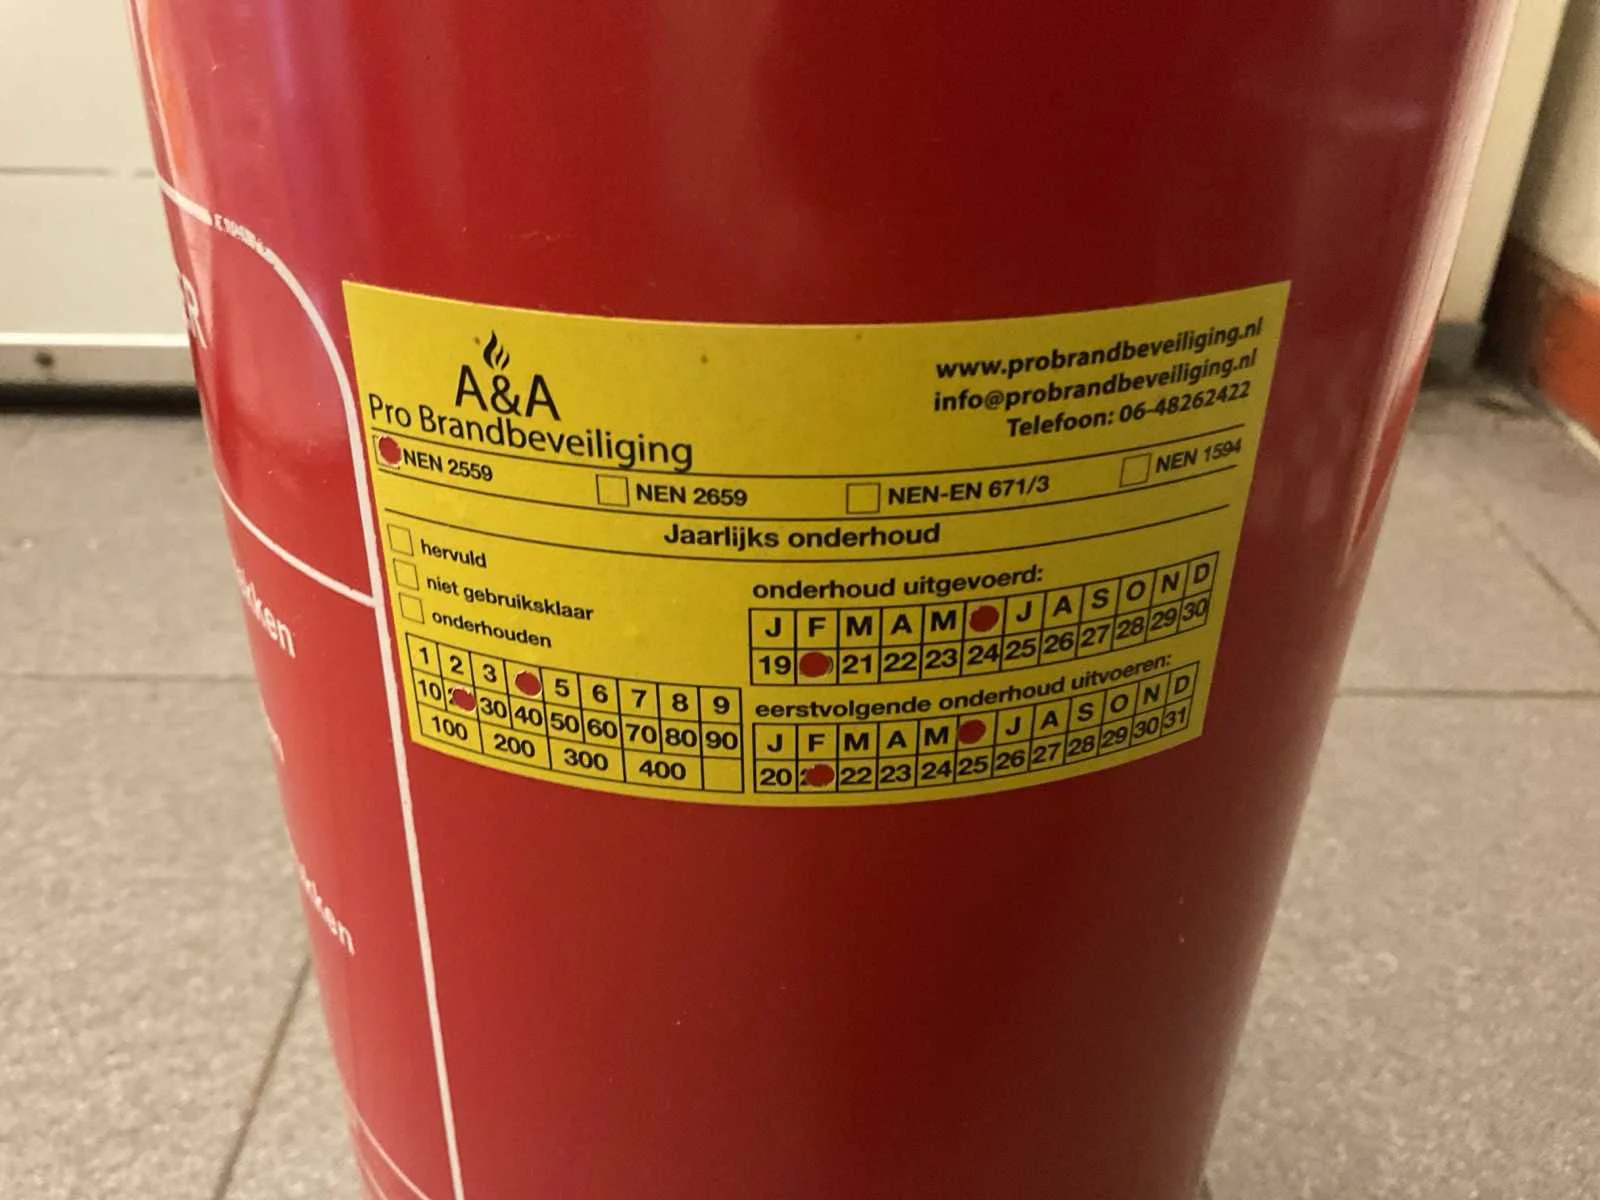 A&A
Pro Brandbeveiliging
www.probrandbeveiliging.nl
info@probrandbeveiliging.nl
Telefoon: 06-48262422
NEN 2559 NEN 2659 NEN-EN 671/3 NEN 1594
Jaarlijks onderhoud
hervuld
niet gebruiksklaar
onderhouden
1 2 3 5 6 7 8 9
10 30 40 50 60 70 80 90
100 200 300 400
onderhoud uitgevoerd:
J F M A M J A S O N D
19 21 22 23 24 25 26 27 28 29 30
eerstvolgende onderhoud uitvoeren:
J F M A M J A S O N D
20 22 23 24 25 26 27 28 29 30 31